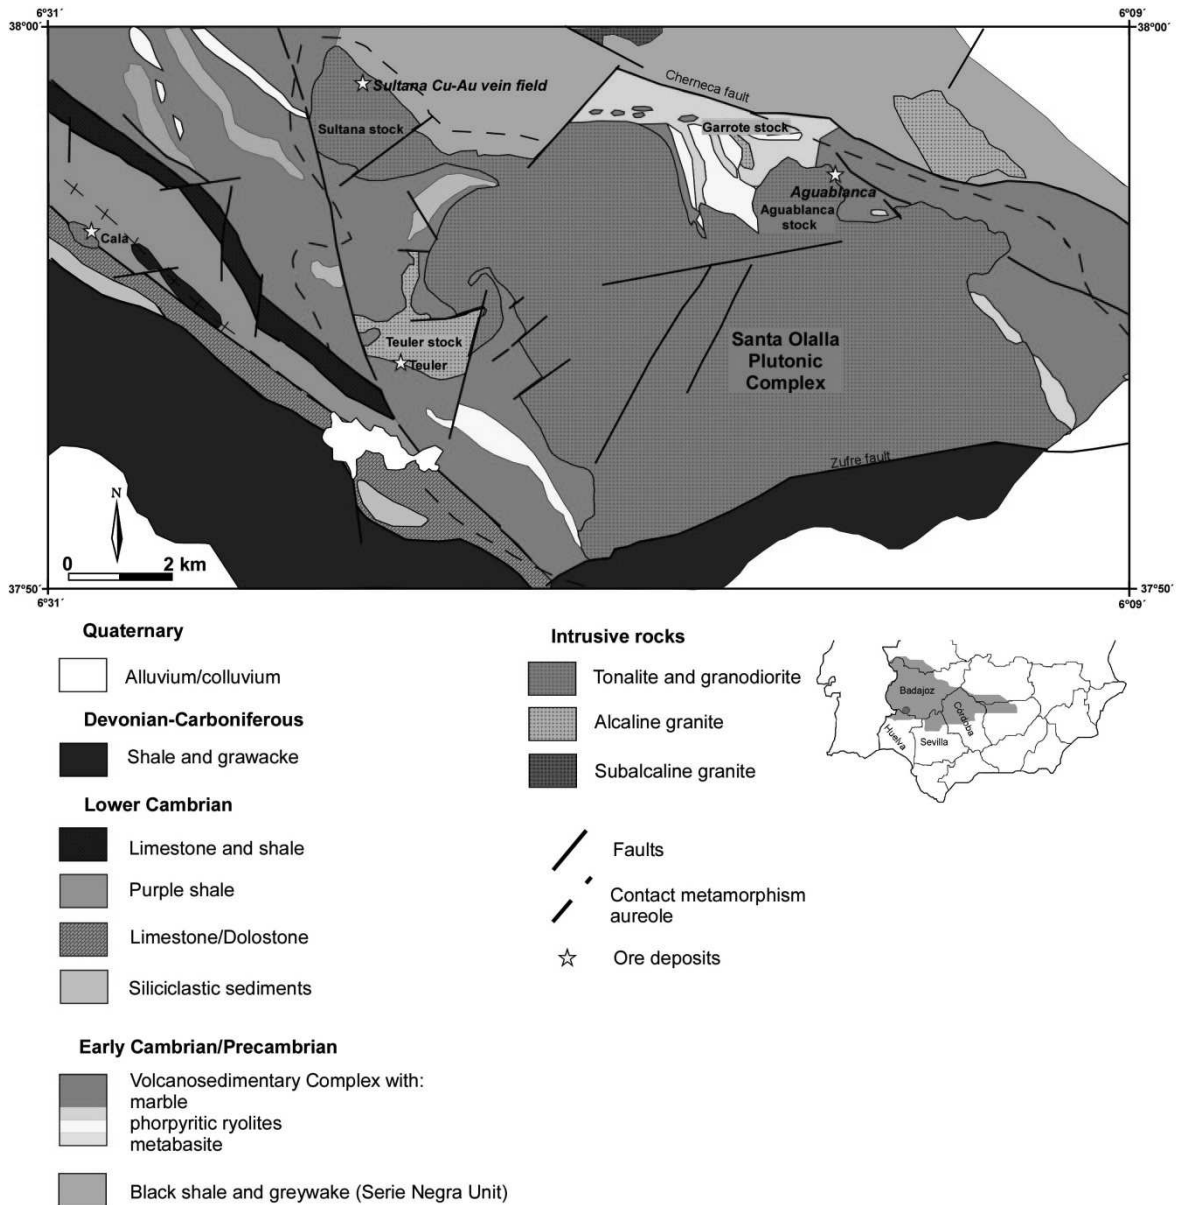 6°31´
6°09´
38°00´
38°00´
Cherneca fault
Sultana Cu-Au vein field
Sultana stock
Garrote stock
Aguablanca
Aguablanca
stock
Cala
Santa Olalla
Plutonic
Complex
Teuler stock
Teuler
Zufre fault
N
0 2 km
37°50´
37°50´
6°31´
6°09´
Quaternary
Alluvium/colluvium
Devonian-Carboniferous
Shale and grawacke
Lower Cambrian
Limestone and shale
Purple shale
Limestone/Dolostone
Siliciclastic sediments
Early Cambrian/Precambrian
Volcanosedimentary Complex with:
marble
phorpyritic ryolites
metabasite
Black shale and greywake (Serie Negra Unit)
Intrusive rocks
Tonalite and granodiorite
Alcaline granite
Subalcaline granite
Faults
Contact metamorphism
aureole
Ore deposits
Badajoz
Córdoba
Huelva
Sevilla